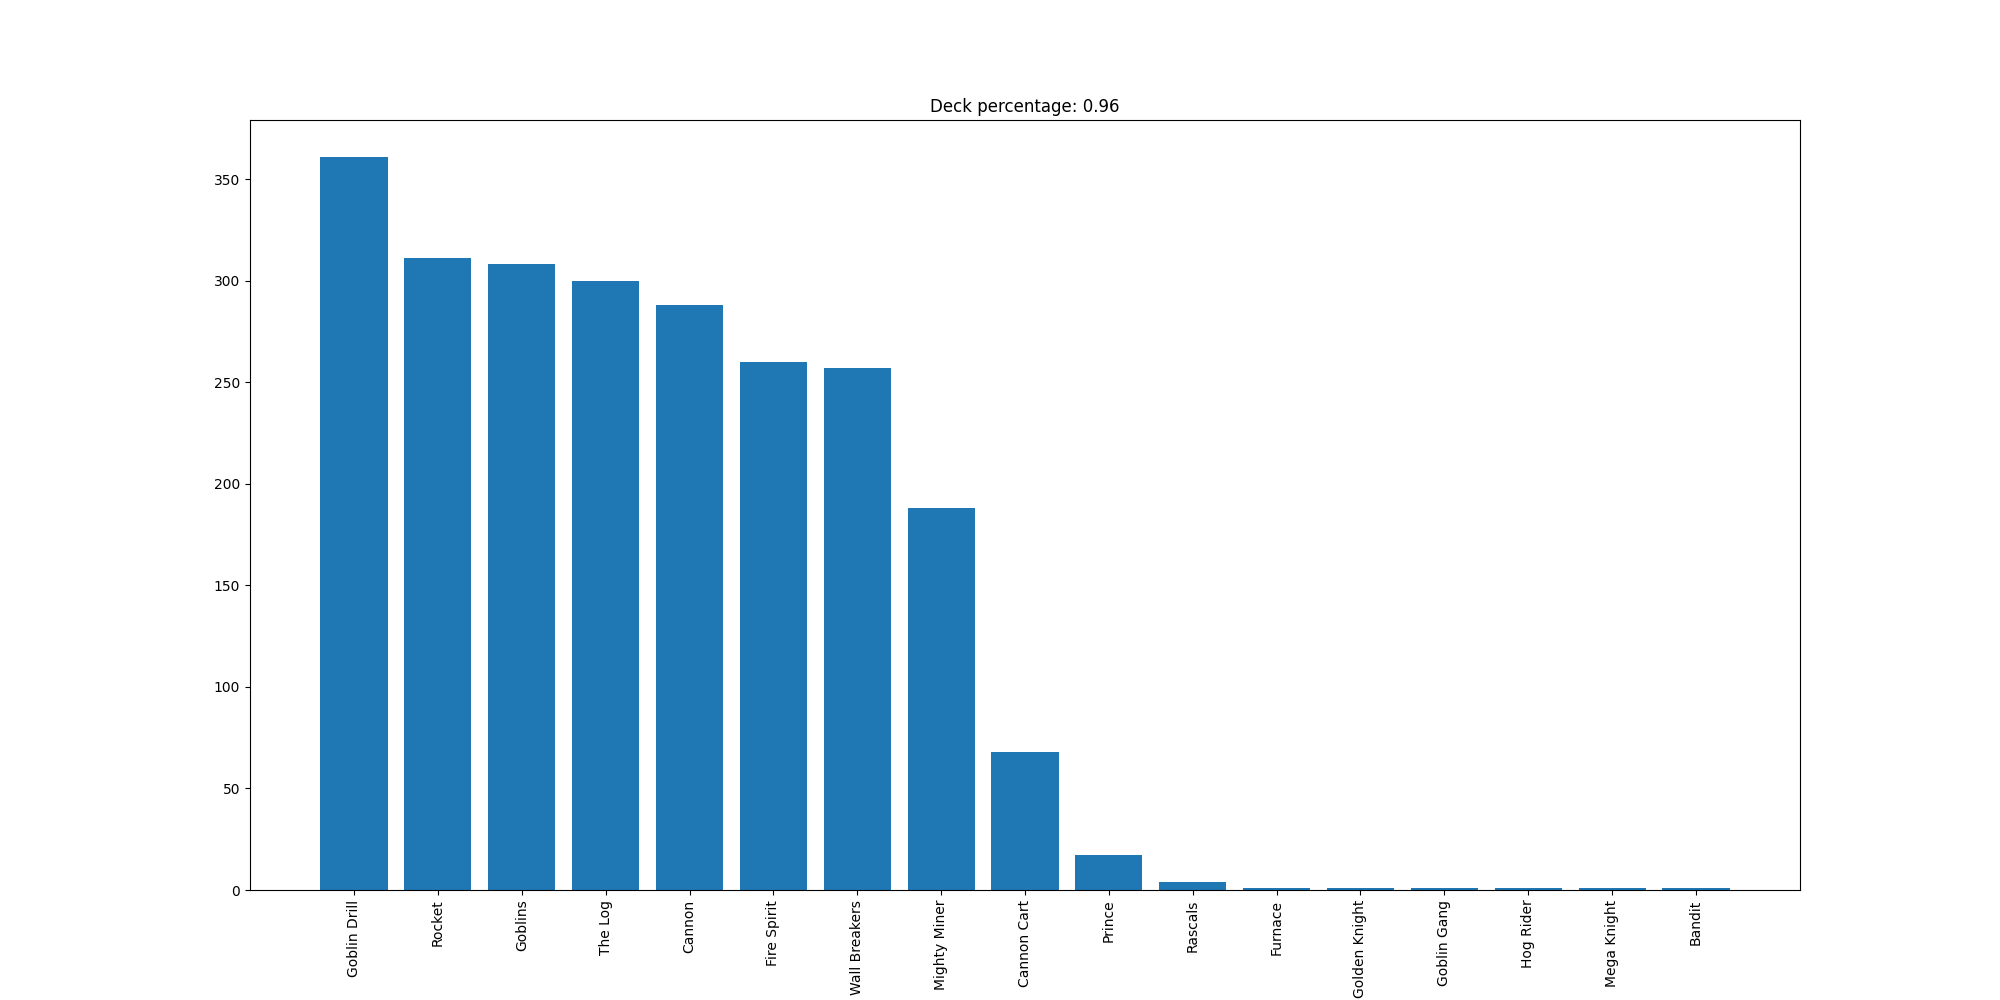 Deck percentage: 0.96
350
300
250
200
150
100
50
0
Goblin Drill
Rocket
Goblins
The Log
Cannon
Fire Spirit
Wall Breakers
Mighty Miner
Cannon Cart
Prince
Rascals
Furnace
Golden Knight
Goblin Gang
Hog Rider
Mega Knight
Bandit